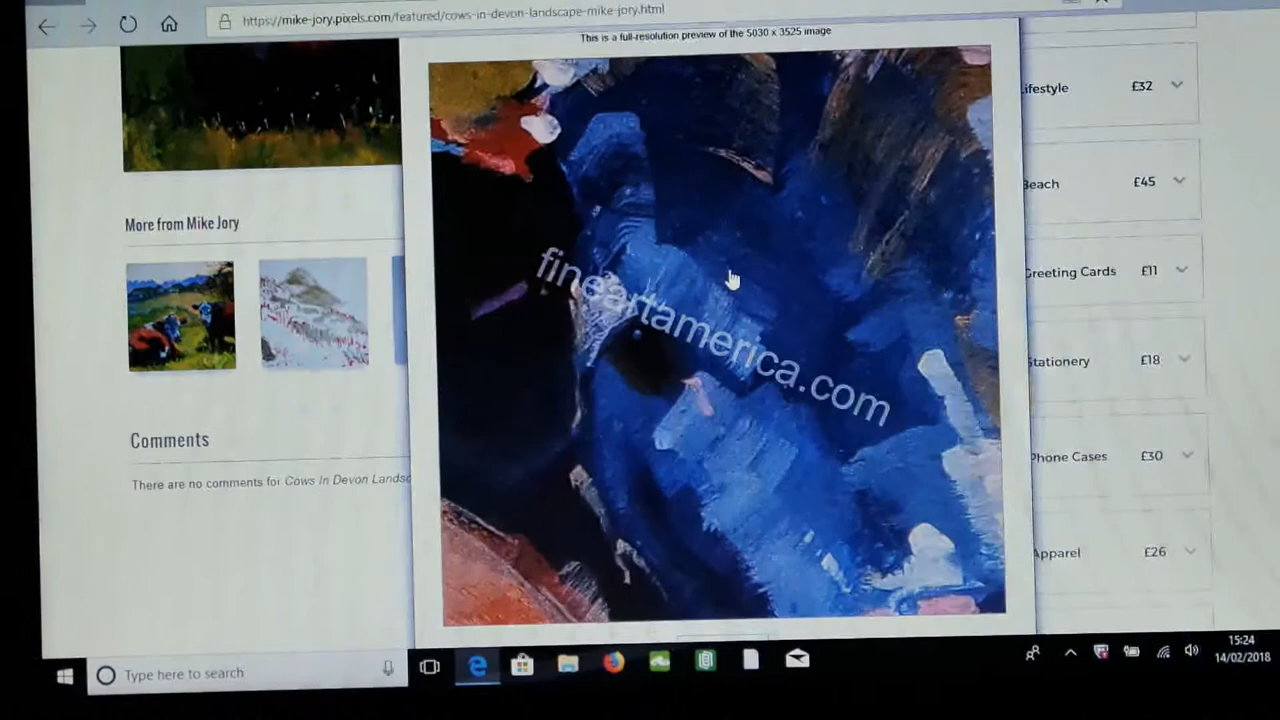 https://mike-jory.pixels.com/featured/cows-in-devon-landscape-mike-jory.html
This is a full-resolution preview of the 5030 x 3525 image
More from Mike Jory
fineartamerica.com
Comments
There are no comments for Cows In Devon Landsc
ifestyle £32
Beach £45
Greeting Cards £11
Stationery £18
Phone Cases £30
Apparel £26
Type here to search
15:24
14/02/2018